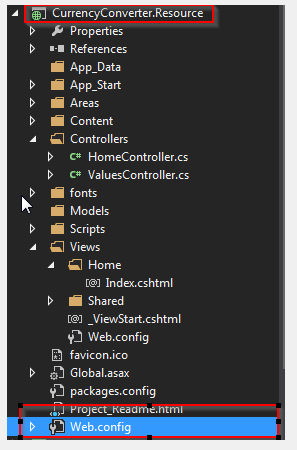 CurrencyConverter.Resource
Properties
References
App_Data
App_Start
Areas
Content
Controllers
C# HomeController.cs
C# ValuesController.cs
fonts
Models
Scripts
Views
Home
[@] Index.cshtml
Shared
[@] _ViewStart.cshtml
Web.config
favicon.ico
Global.asax
packages.config
Project_Readme.html
Web.config